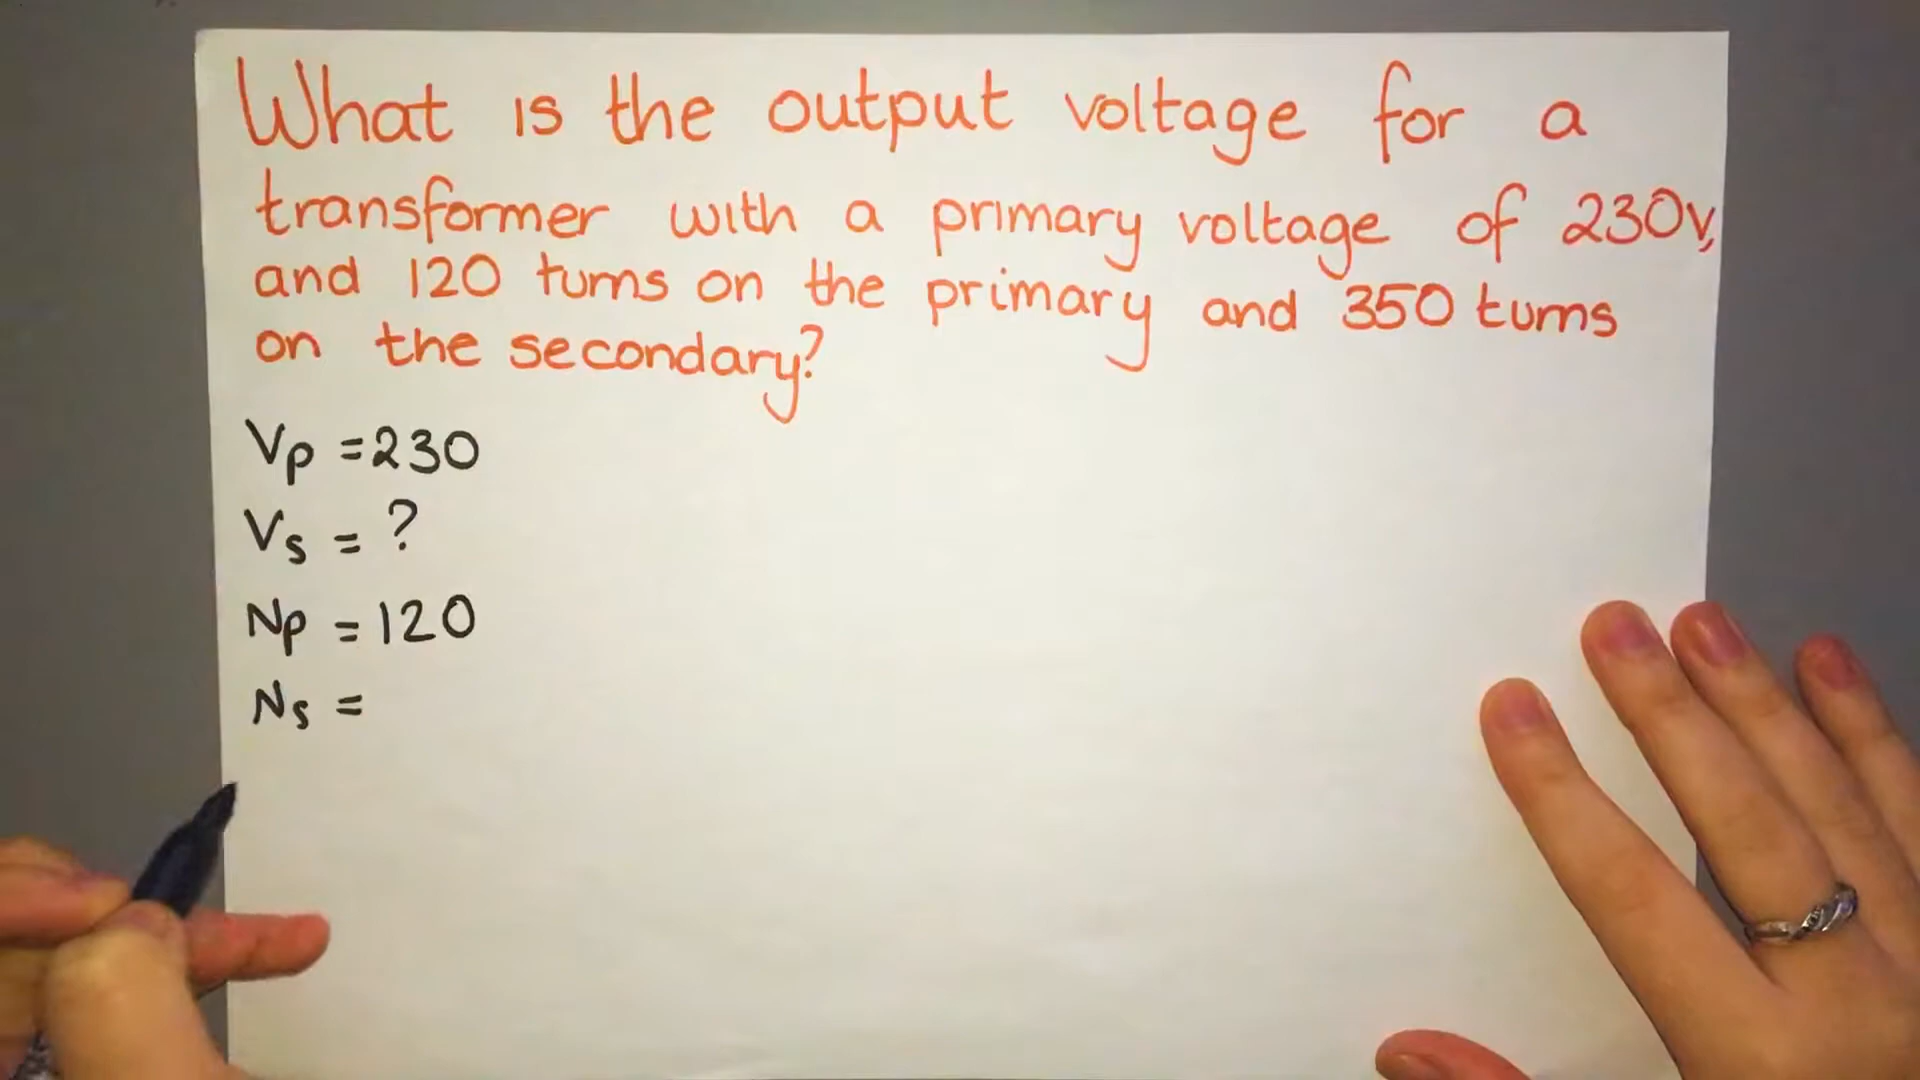 What is the output voltage for a
transformer with a primary voltage of 230v,
and 120 turns on the primary and 350 turns
on the secondary?
Vp = 230
Vs = ?
Np = 120
Ns =